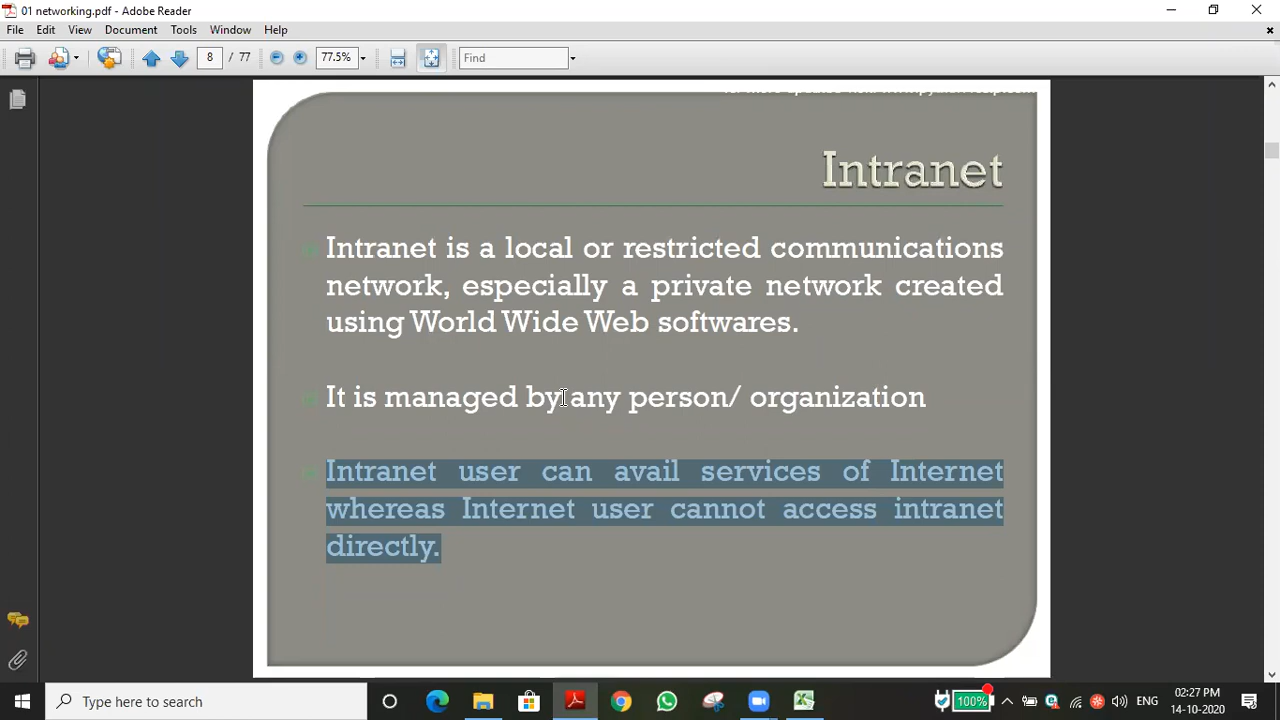 01 networking.pdf - Adobe Reader
File Edit View Document Tools Window Help
8 / 77 77.5% Find
Intranet
Intranet is a local or restricted communications
network, especially a private network created
using World Wide Web softwares.
It is managed by any person/ organization
Intranet user can avail services of Internet
whereas Internet user cannot access intranet
directly.
Type here to search
100%
ENG
02:27 PM
14-10-2020